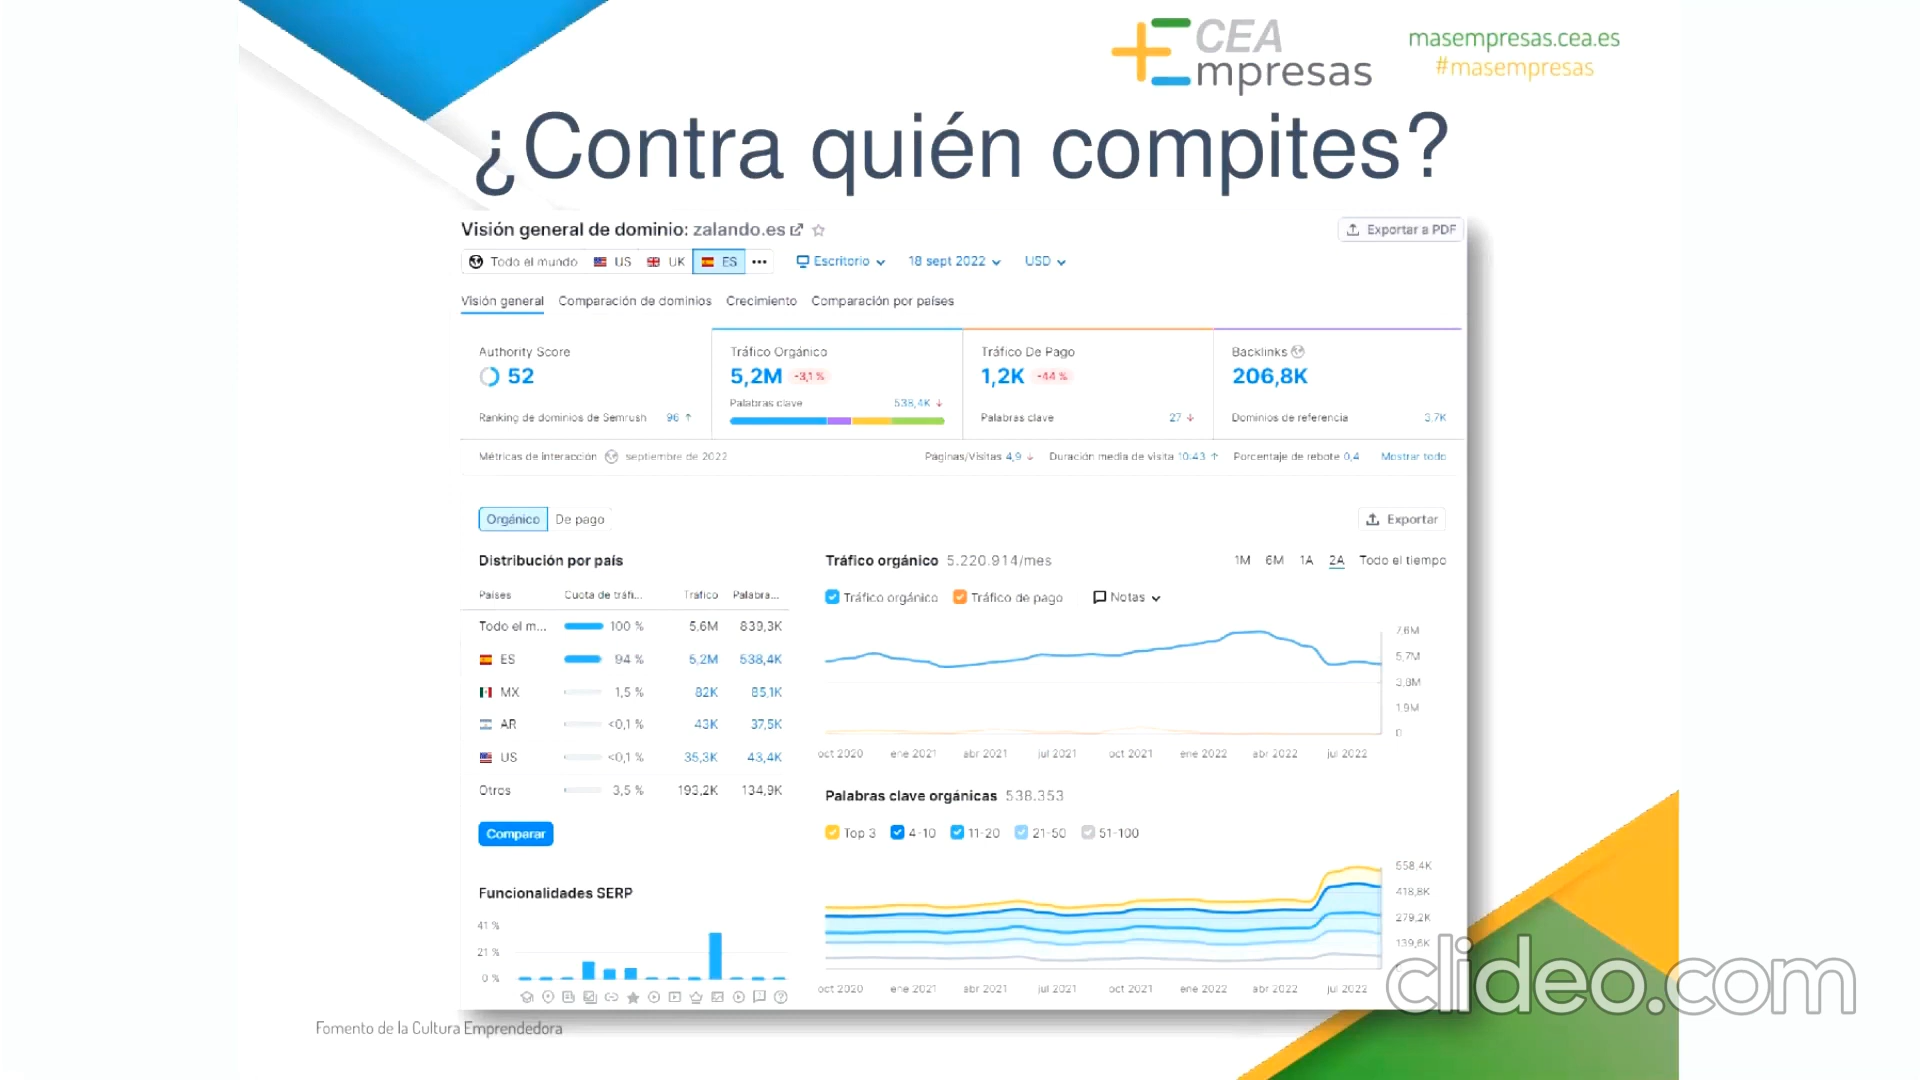 CEA
Empresas
masempresas.cea.es
#masempresas
¿Contra quién compites?
Visión general de dominio: zalando.es
Exportar a PDF
Todo el mundo US UK ES ...
Escritorio 18 sept 2022 USD
Visión general Comparación de dominios Crecimiento Comparación por países
Authority Score
52
Ranking de dominios de Semrush 96 ↑
Tráfico Orgánico
5,2M -3,1 %
Palabras clave 538,4K ↓
Tráfico De Pago
1,2K -44 %
Palabras clave 27 ↓
Backlinks
206,8K
Dominios de referencia 3,7K
Métricas de interacción septiembre de 2022 Páginas/Visitas 4,9 ↓ Duración media de visita 10:43 ↑ Porcentaje de rebote 0,4 Mostrar todo
Orgánico De pago
Exportar
Distribución por país
Países Cuota de tráfi... Tráfico Palabra...
Todo el m... 100 % 5,6M 839,3K
ES 94 % 5,2M 538,4K
MX 1,5 % 82K 85,1K
AR <0,1 % 43K 37,5K
US <0,1 % 35,3K 43,4K
Otros 3,5 % 193,2K 134,9K
Comparar
Funcionalidades SERP
41 %
21 %
0 %
Tráfico orgánico 5.220.914/mes
1M 6M 1A 2A Todo el tiempo
Tráfico orgánico Tráfico de pago Notas
7,6M
5,7M
3,8M
1,9M
0
oct 2020 ene 2021 abr 2021 jul 2021 oct 2021 ene 2022 abr 2022 jul 2022
Palabras clave orgánicas 538.353
Top 3 4-10 11-20 21-50 51-100
558,4K
418,8K
279,2K
139,6K
oct 2020 ene 2021 abr 2021 jul 2021 oct 2021 ene 2022 abr 2022 jul 2022
Fomento de la Cultura Emprendedora
clideo.com